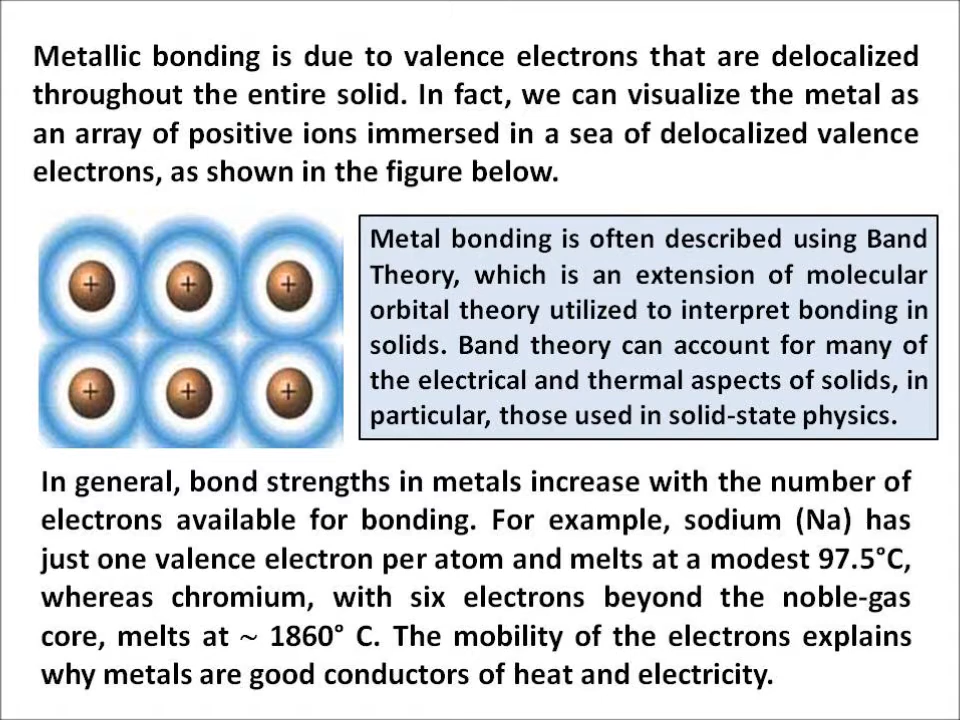 Metallic bonding is due to valence electrons that are delocalized
throughout the entire solid. In fact, we can visualize the metal as
an array of positive ions immersed in a sea of delocalized valence
electrons, as shown in the figure below.
+ + +
+ + +
Metal bonding is often described using Band
Theory, which is an extension of molecular
orbital theory utilized to interpret bonding in
solids. Band theory can account for many of
the electrical and thermal aspects of solids, in
particular, those used in solid-state physics.
In general, bond strengths in metals increase with the number of
electrons available for bonding. For example, sodium (Na) has
just one valence electron per atom and melts at a modest 97.5°C,
whereas chromium, with six electrons beyond the noble-gas
core, melts at ~ 1860° C. The mobility of the electrons explains
why metals are good conductors of heat and electricity.